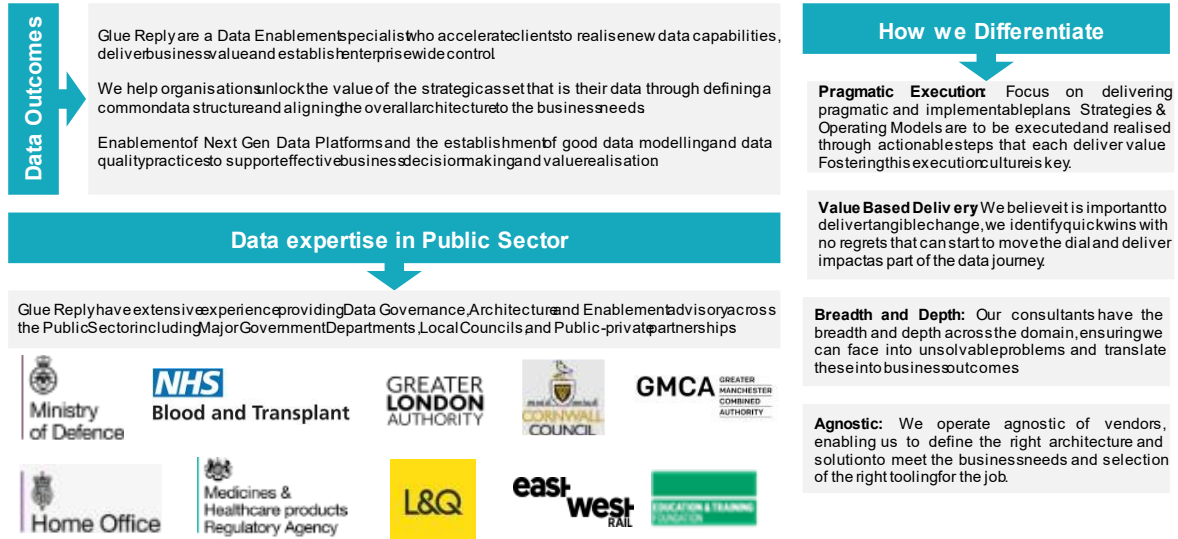 Data Outcomes
Glue Reply are a Data Enablement specialist who accelerate clients to realise new data capabilities,
deliver business value and establish enterprise wide control.
We help organisations unlock the value of the strategic asset that is their data through defining a
common data structure and aligning the overall architecture to the business needs.
Enablement of Next Gen Data Platforms and the establishment of good data modelling and data
quality practices to support effective business decision making and value realisation.
Data expertise in Public Sector
Glue Reply have extensive experience providing Data Governance, Architecture and Enablement advisory across
the Public Sector including Major Government Departments, Local Councils, and Public-private partnerships
Ministry
of Defence
NHS
Blood and Transplant
GREATER
LONDON
AUTHORITY
CORNWALL
COUNCIL
GMCA
GREATER
MANCHESTER
COMBINED
AUTHORITY
Home Office
Medicines &
Healthcare products
Regulatory Agency
L&Q
east
west
RAIL
EDUCATION & TRAINING
FOUNDATION
How we Differentiate
Pragmatic Execution: Focus on delivering
pragmatic and implementable plans. Strategies &
Operating Models are to be executed and realised
through actionable steps that each deliver value.
Fostering this execution culture is key.
Value Based Delivery: We believe it is important to
deliver tangible change, we identify quick wins with
no regrets that can start to move the dial and deliver
impact as part of the data journey.
Breadth and Depth: Our consultants have the
breadth and depth across the domain, ensuring we
can face into unsolvable problems and translate
these into business outcomes
Agnostic: We operate agnostic of vendors,
enabling us to define the right architecture and
solution to meet the business needs and selection
of the right tooling for the job.